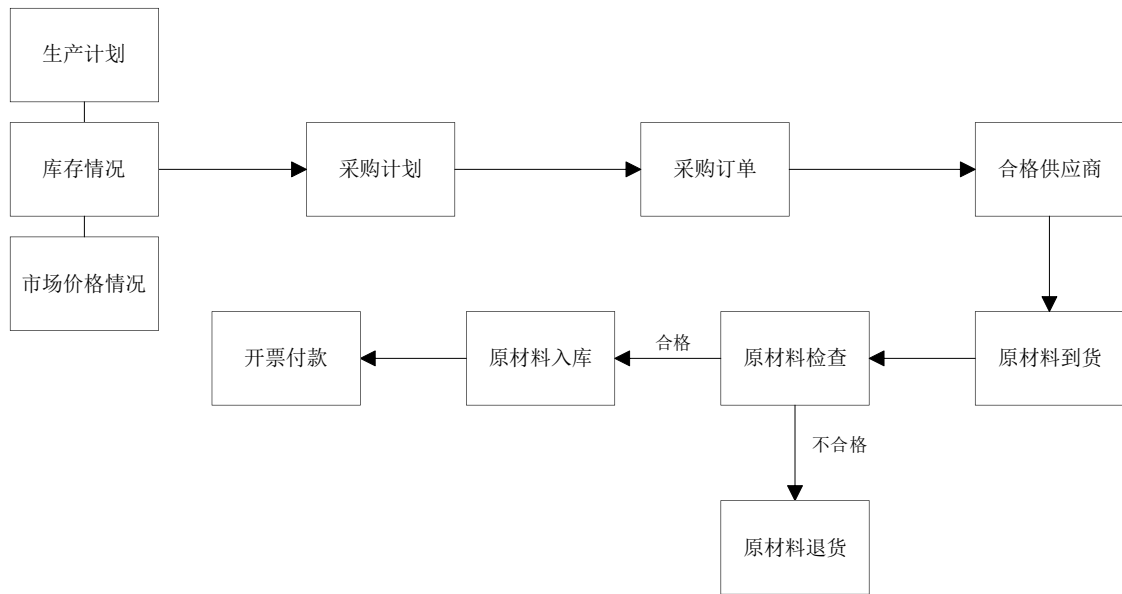 生产计划
库存情况
市场价格情况
采购计划
采购订单
合格供应商
原材料到货
原材料检查
合格
原材料入库
开票付款
不合格
原材料退货